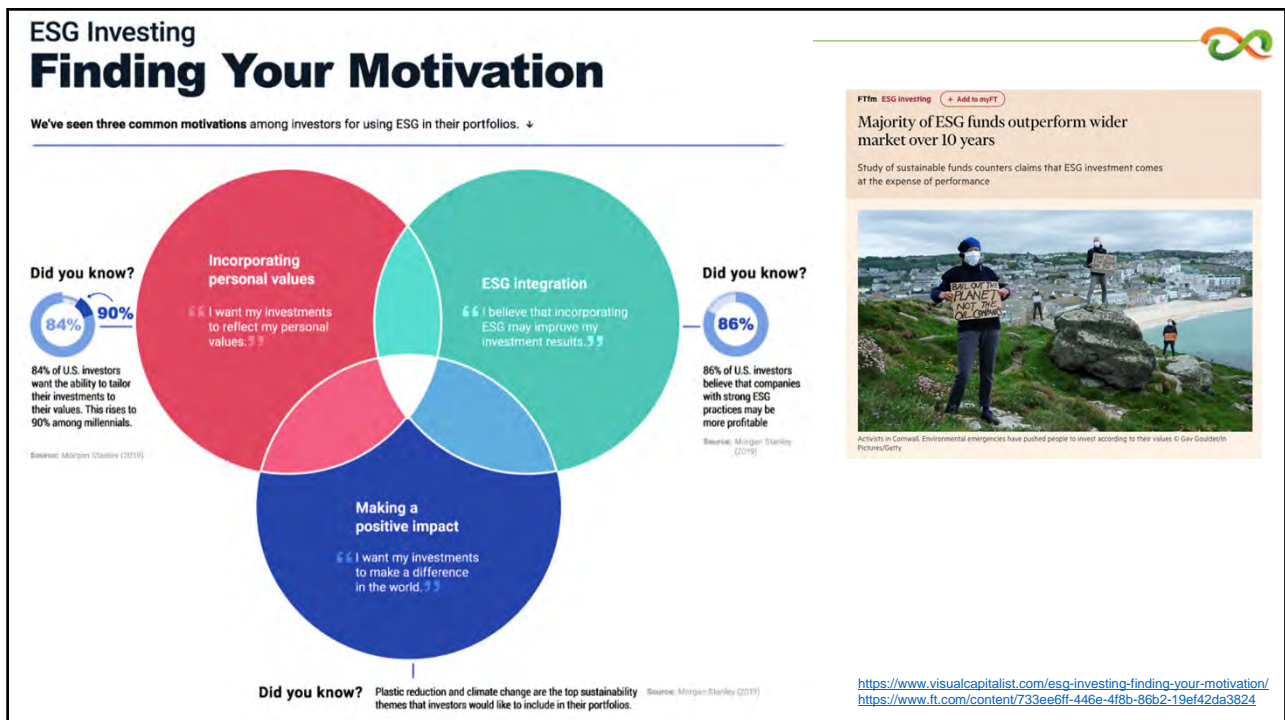 ESG Investing
Finding Your Motivation
We've seen three common motivations among investors for using ESG in their portfolios. ↓
Incorporating
personal values
❝I want my investments
to reflect my personal
values.❞
ESG integration
❝I believe that incorporating
ESG may improve my
investment results.❞
Making a
positive impact
❝I want my investments
to make a difference
in the world.❞
Did you know?
84%
90%
84% of U.S. investors
want the ability to tailor
their investments to
their values. This rises to
90% among millennials.
Source: Morgan Stanley (2019)
Did you know?
86%
86% of U.S. investors
believe that companies
with strong ESG
practices may be
more profitable
Source: Morgan Stanley
(2019)
Did you know?
Plastic reduction and climate change are the top sustainability
themes that investors would like to include in their portfolios.
Source: Morgan Stanley (2019)
FTfm ESG investing + Add to myFT
Majority of ESG funds outperform wider
market over 10 years
Study of sustainable funds counters claims that ESG investment comes
at the expense of performance
BAIL OUT THE
PLANET
NOT THE
OIL COMPANIES
Activists in Cornwall. Environmental emergencies have pushed people to invest according to their values © Gav Goulder/In
Pictures/Getty
https://www.visualcapitalist.com/esg-investing-finding-your-motivation/
https://www.ft.com/content/733ee6ff-446e-4f8b-86b2-19ef42da3824